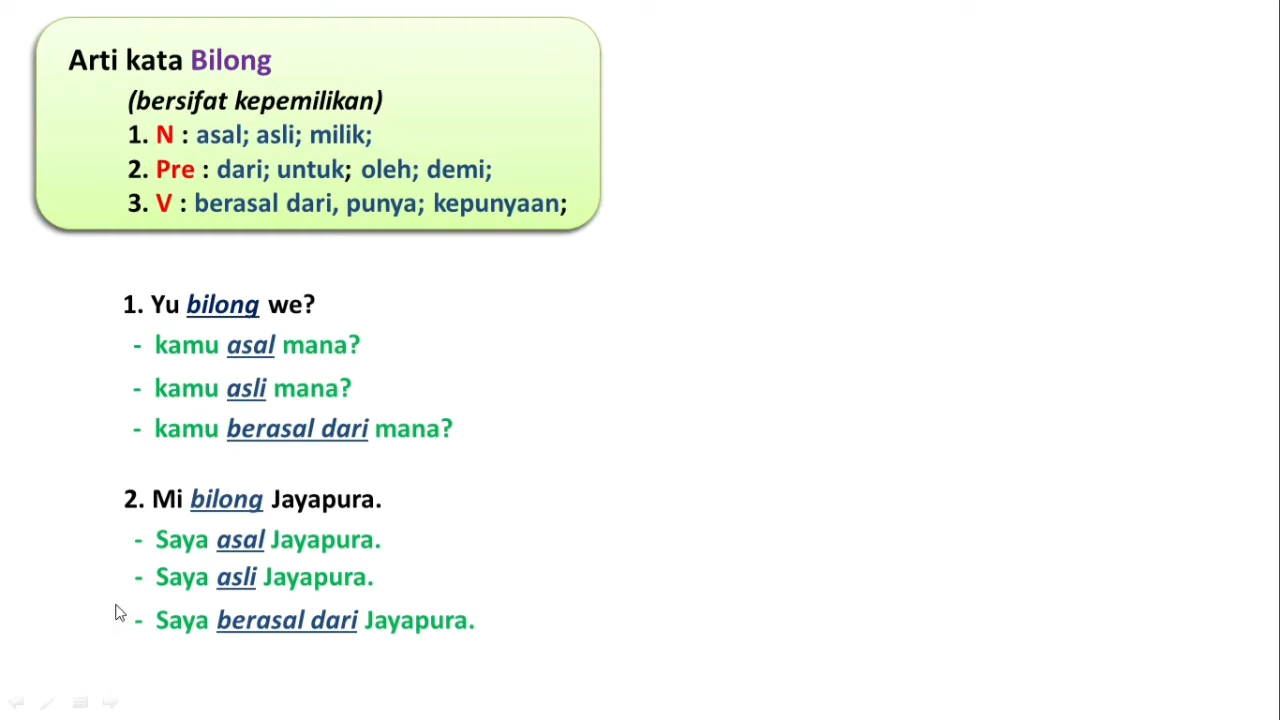 Arti kata Bilong
(bersifat kepemilikan)
1. N : asal; asli; milik;
2. Pre : dari; untuk; oleh; demi;
3. V : berasal dari, punya; kepunyaan;
1. Yu bilong we?
- kamu asal mana?
- kamu asli mana?
- kamu berasal dari mana?
2. Mi bilong Jayapura.
- Saya asal Jayapura.
- Saya asli Jayapura.
- Saya berasal dari Jayapura.